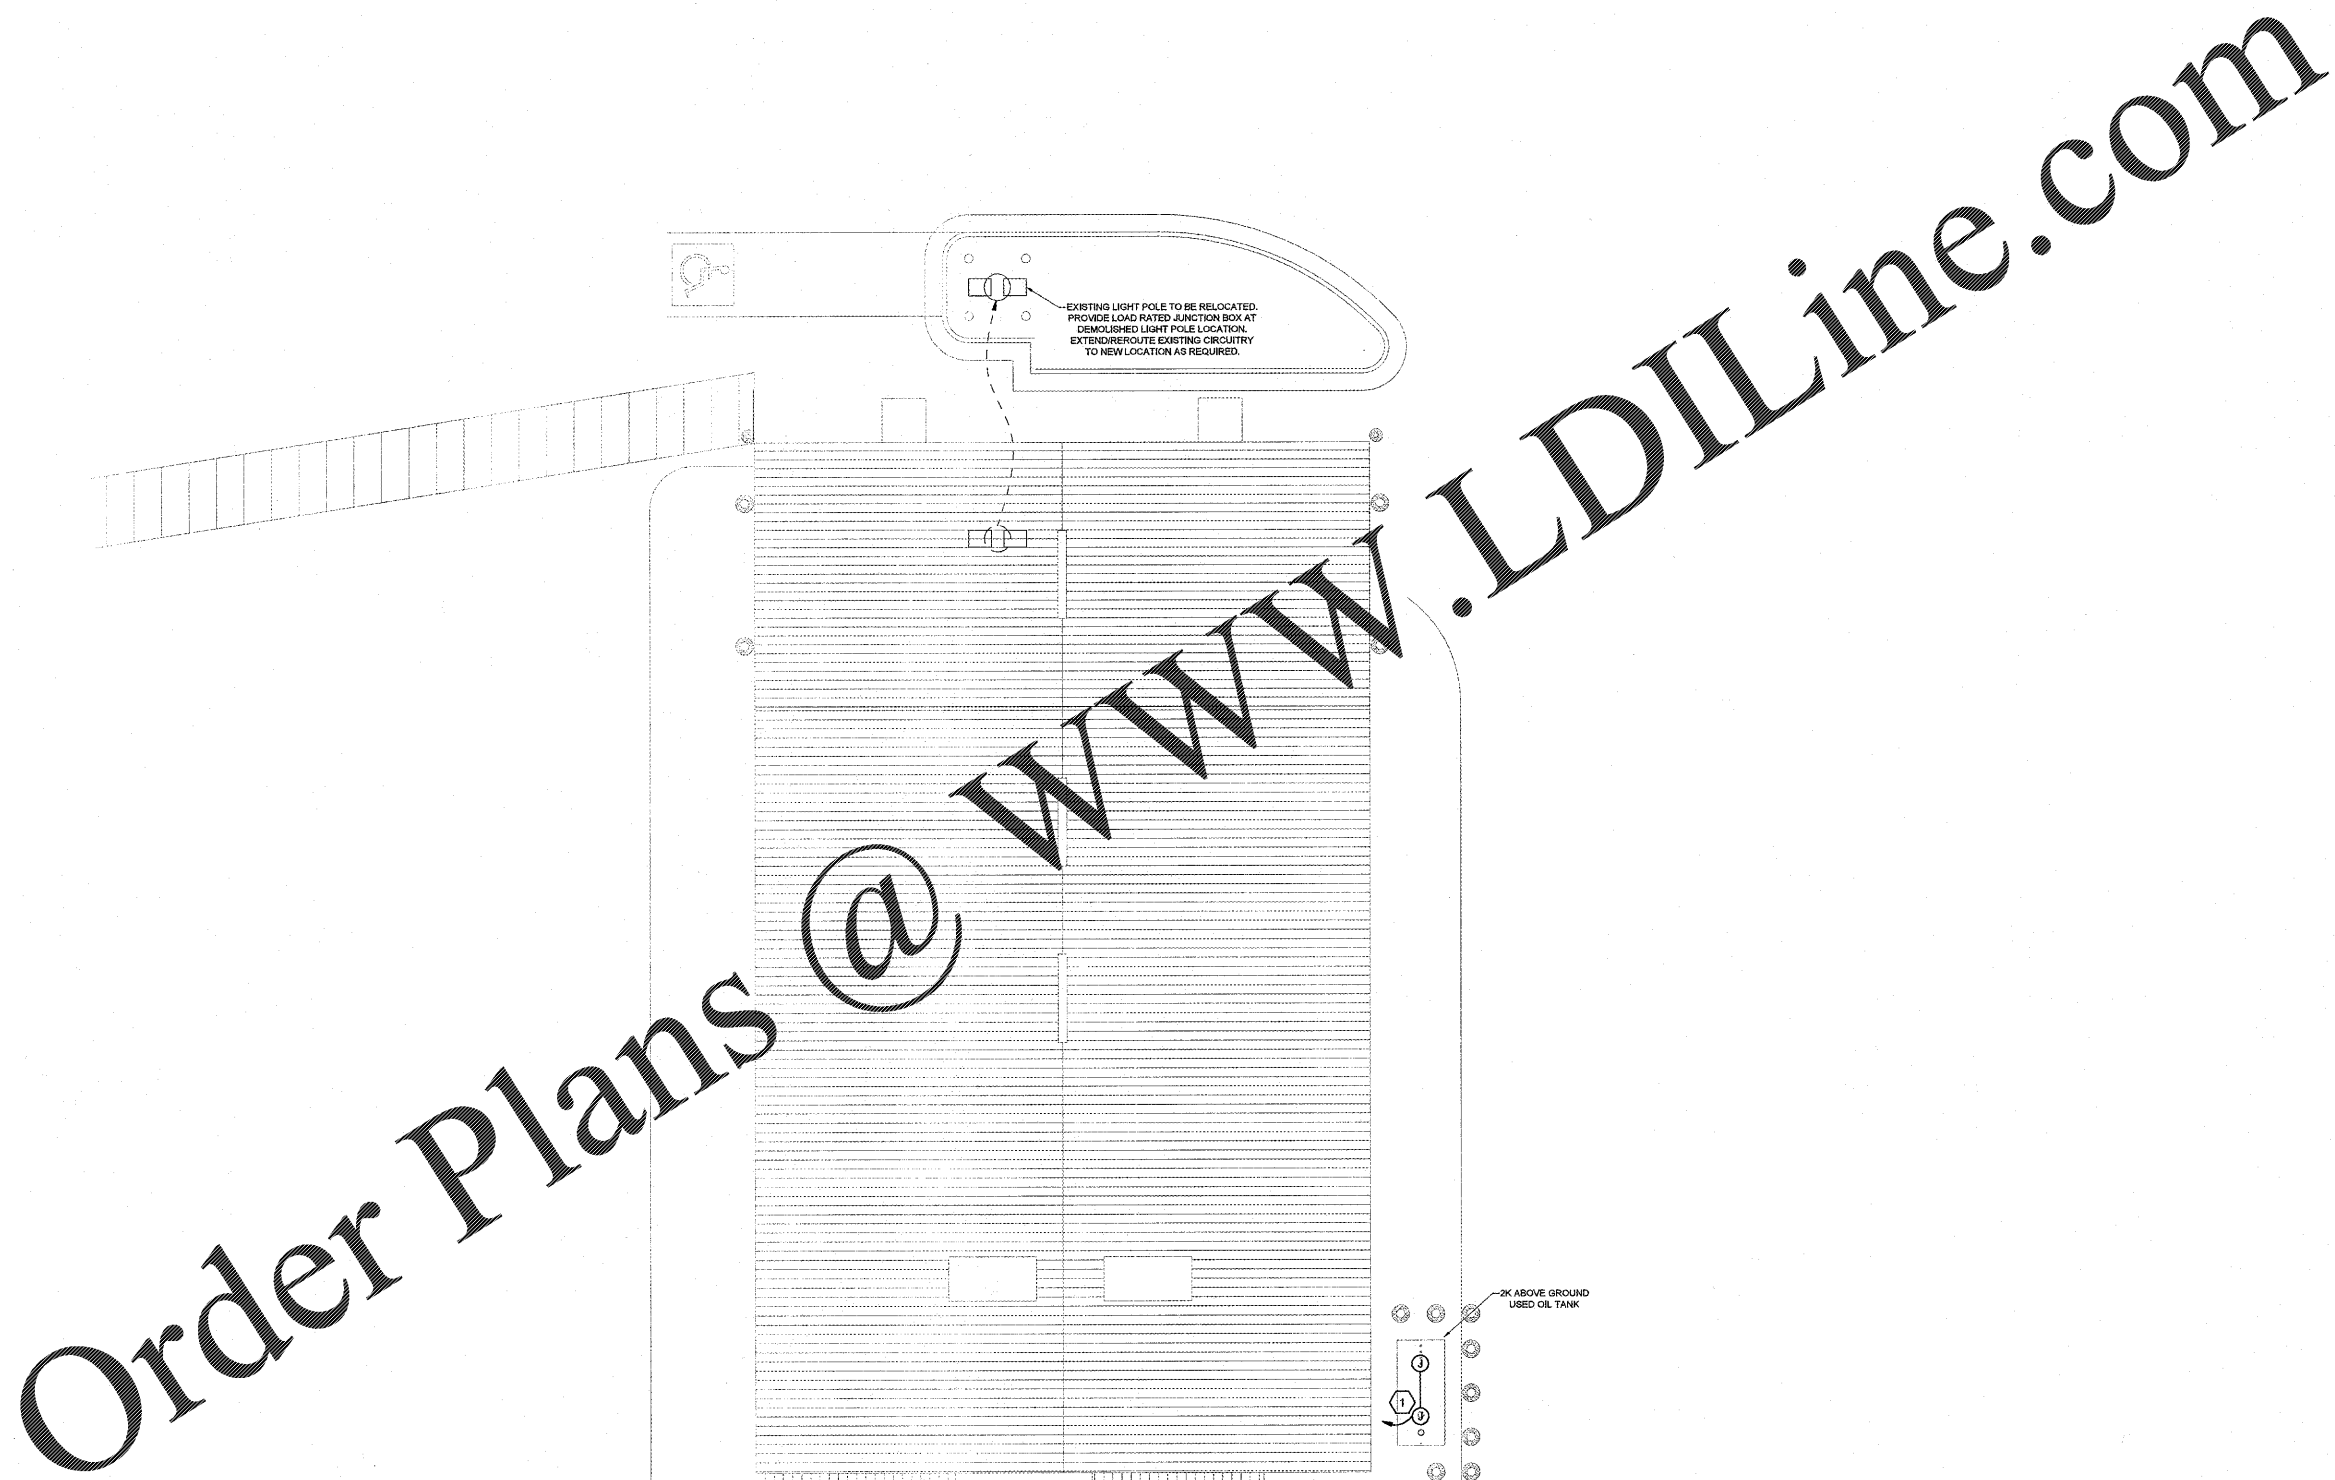 EXISTING LIGHT POLE TO BE RELOCATED.
PROVIDE LOAD RATED JUNCTION BOX AT
DEMOLISHED LIGHT POLE LOCATION.
EXTEND/REROUTE EXISTING CIRCUITRY
TO NEW LOCATION AS REQUIRED.
Order Plans @ www.LDILine.com
2K ABOVE GROUND
USED OIL TANK
J
1
J